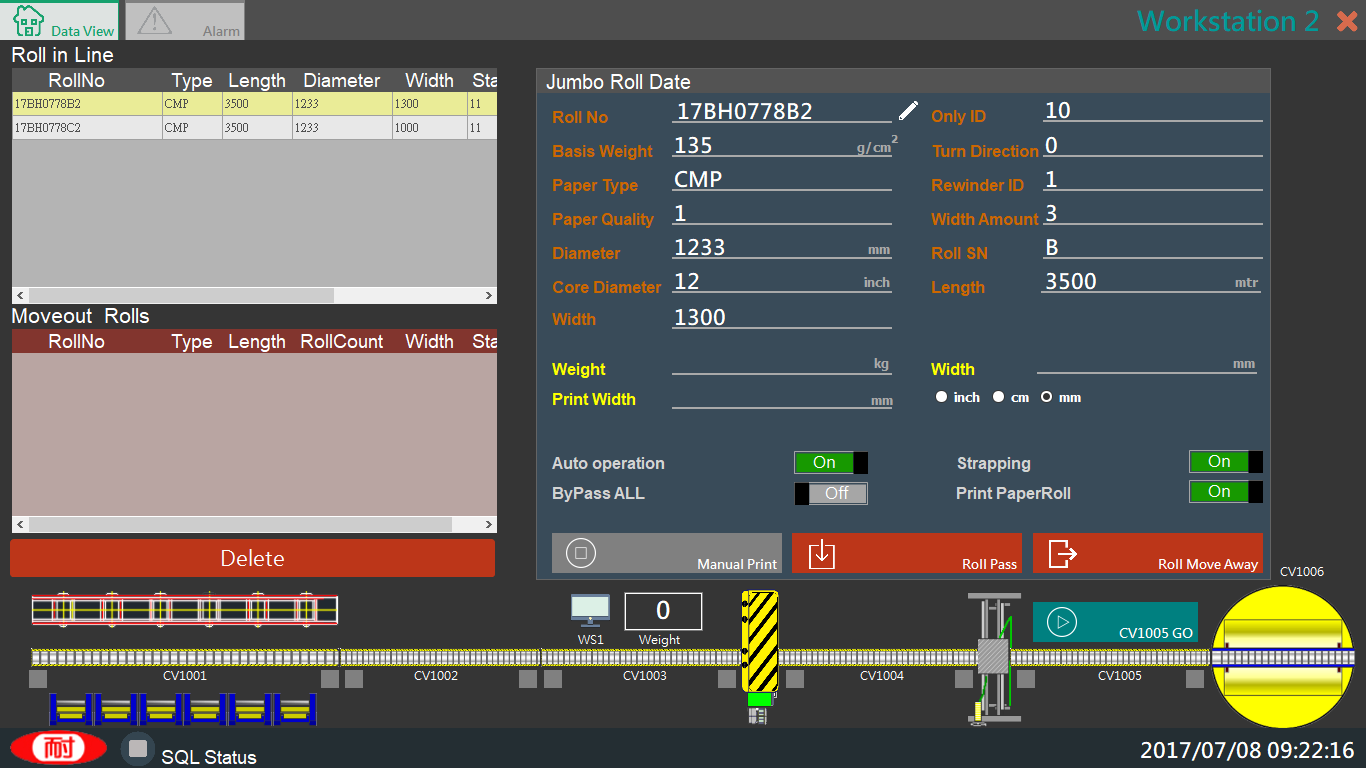 Data View
Alarm
Workstation 2
Roll in Line
RollNo Type Length Diameter Width Sta
17BH0778B2 CMP 3500 1233 1300 11
17BH0778C2 CMP 3500 1233 1000 11
Moveout Rolls
RollNo Type Length RollCount Width Sta
Delete
Jumbo Roll Date
Roll No 17BH0778B2 Only ID 10
Basis Weight 135 g/cm² Turn Direction 0
Paper Type CMP Rewinder ID 1
Paper Quality 1 Width Amount 3
Diameter 1233 mm Roll SN B
Core Diameter 12 inch Length 3500 mtr
Width 1300
Weight kg Width mm
Print Width mm inch cm mm
Auto operation On Strapping On
ByPass ALL Off Print PaperRoll On
Manual Print Roll Pass Roll Move Away
CV1006
0
WS1 Weight
CV1005 GO
CV1001 CV1002 CV1003 CV1004 CV1005
耐
SQL Status
2017/07/08 09:22:16